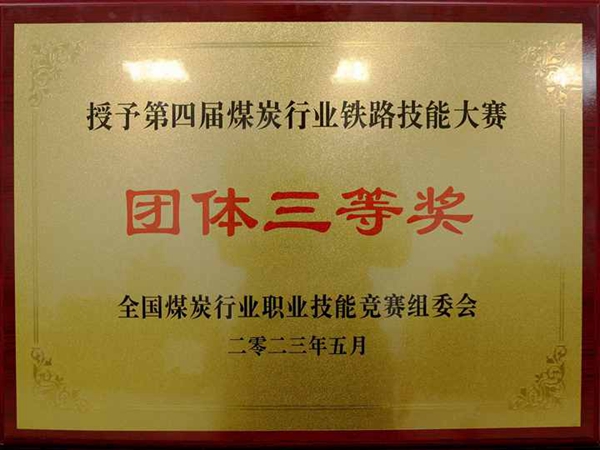 授予第四届煤炭行业铁路技能大赛
团体三等奖
全国煤炭行业职业技能竞赛组委会
二零二三年五月